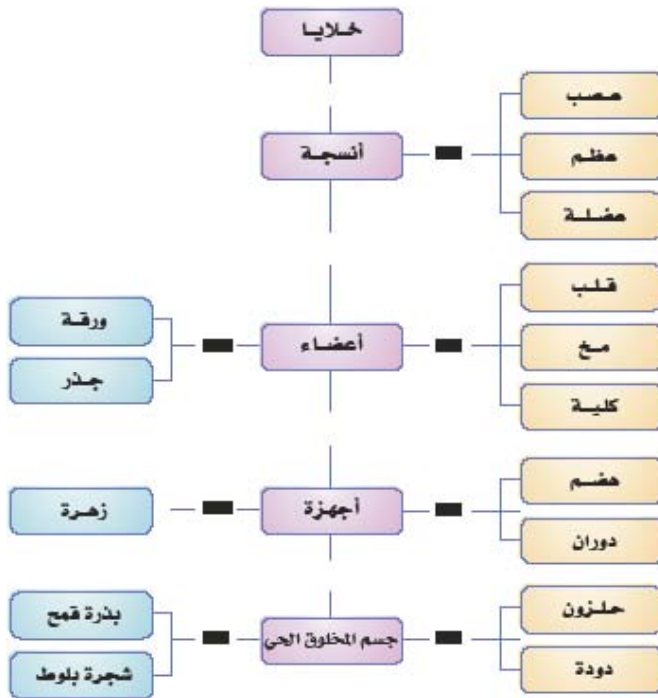 خلايا
عصب
أنسجة
عظم
عضلة
قلب
ورقة
أعضاء
مخ
جذر
كلية
هضم
زهرة
أجهزة
دوران
حلزون
بذرة قمح
جسم المخلوق الحي
شجرة بلوط
دودة